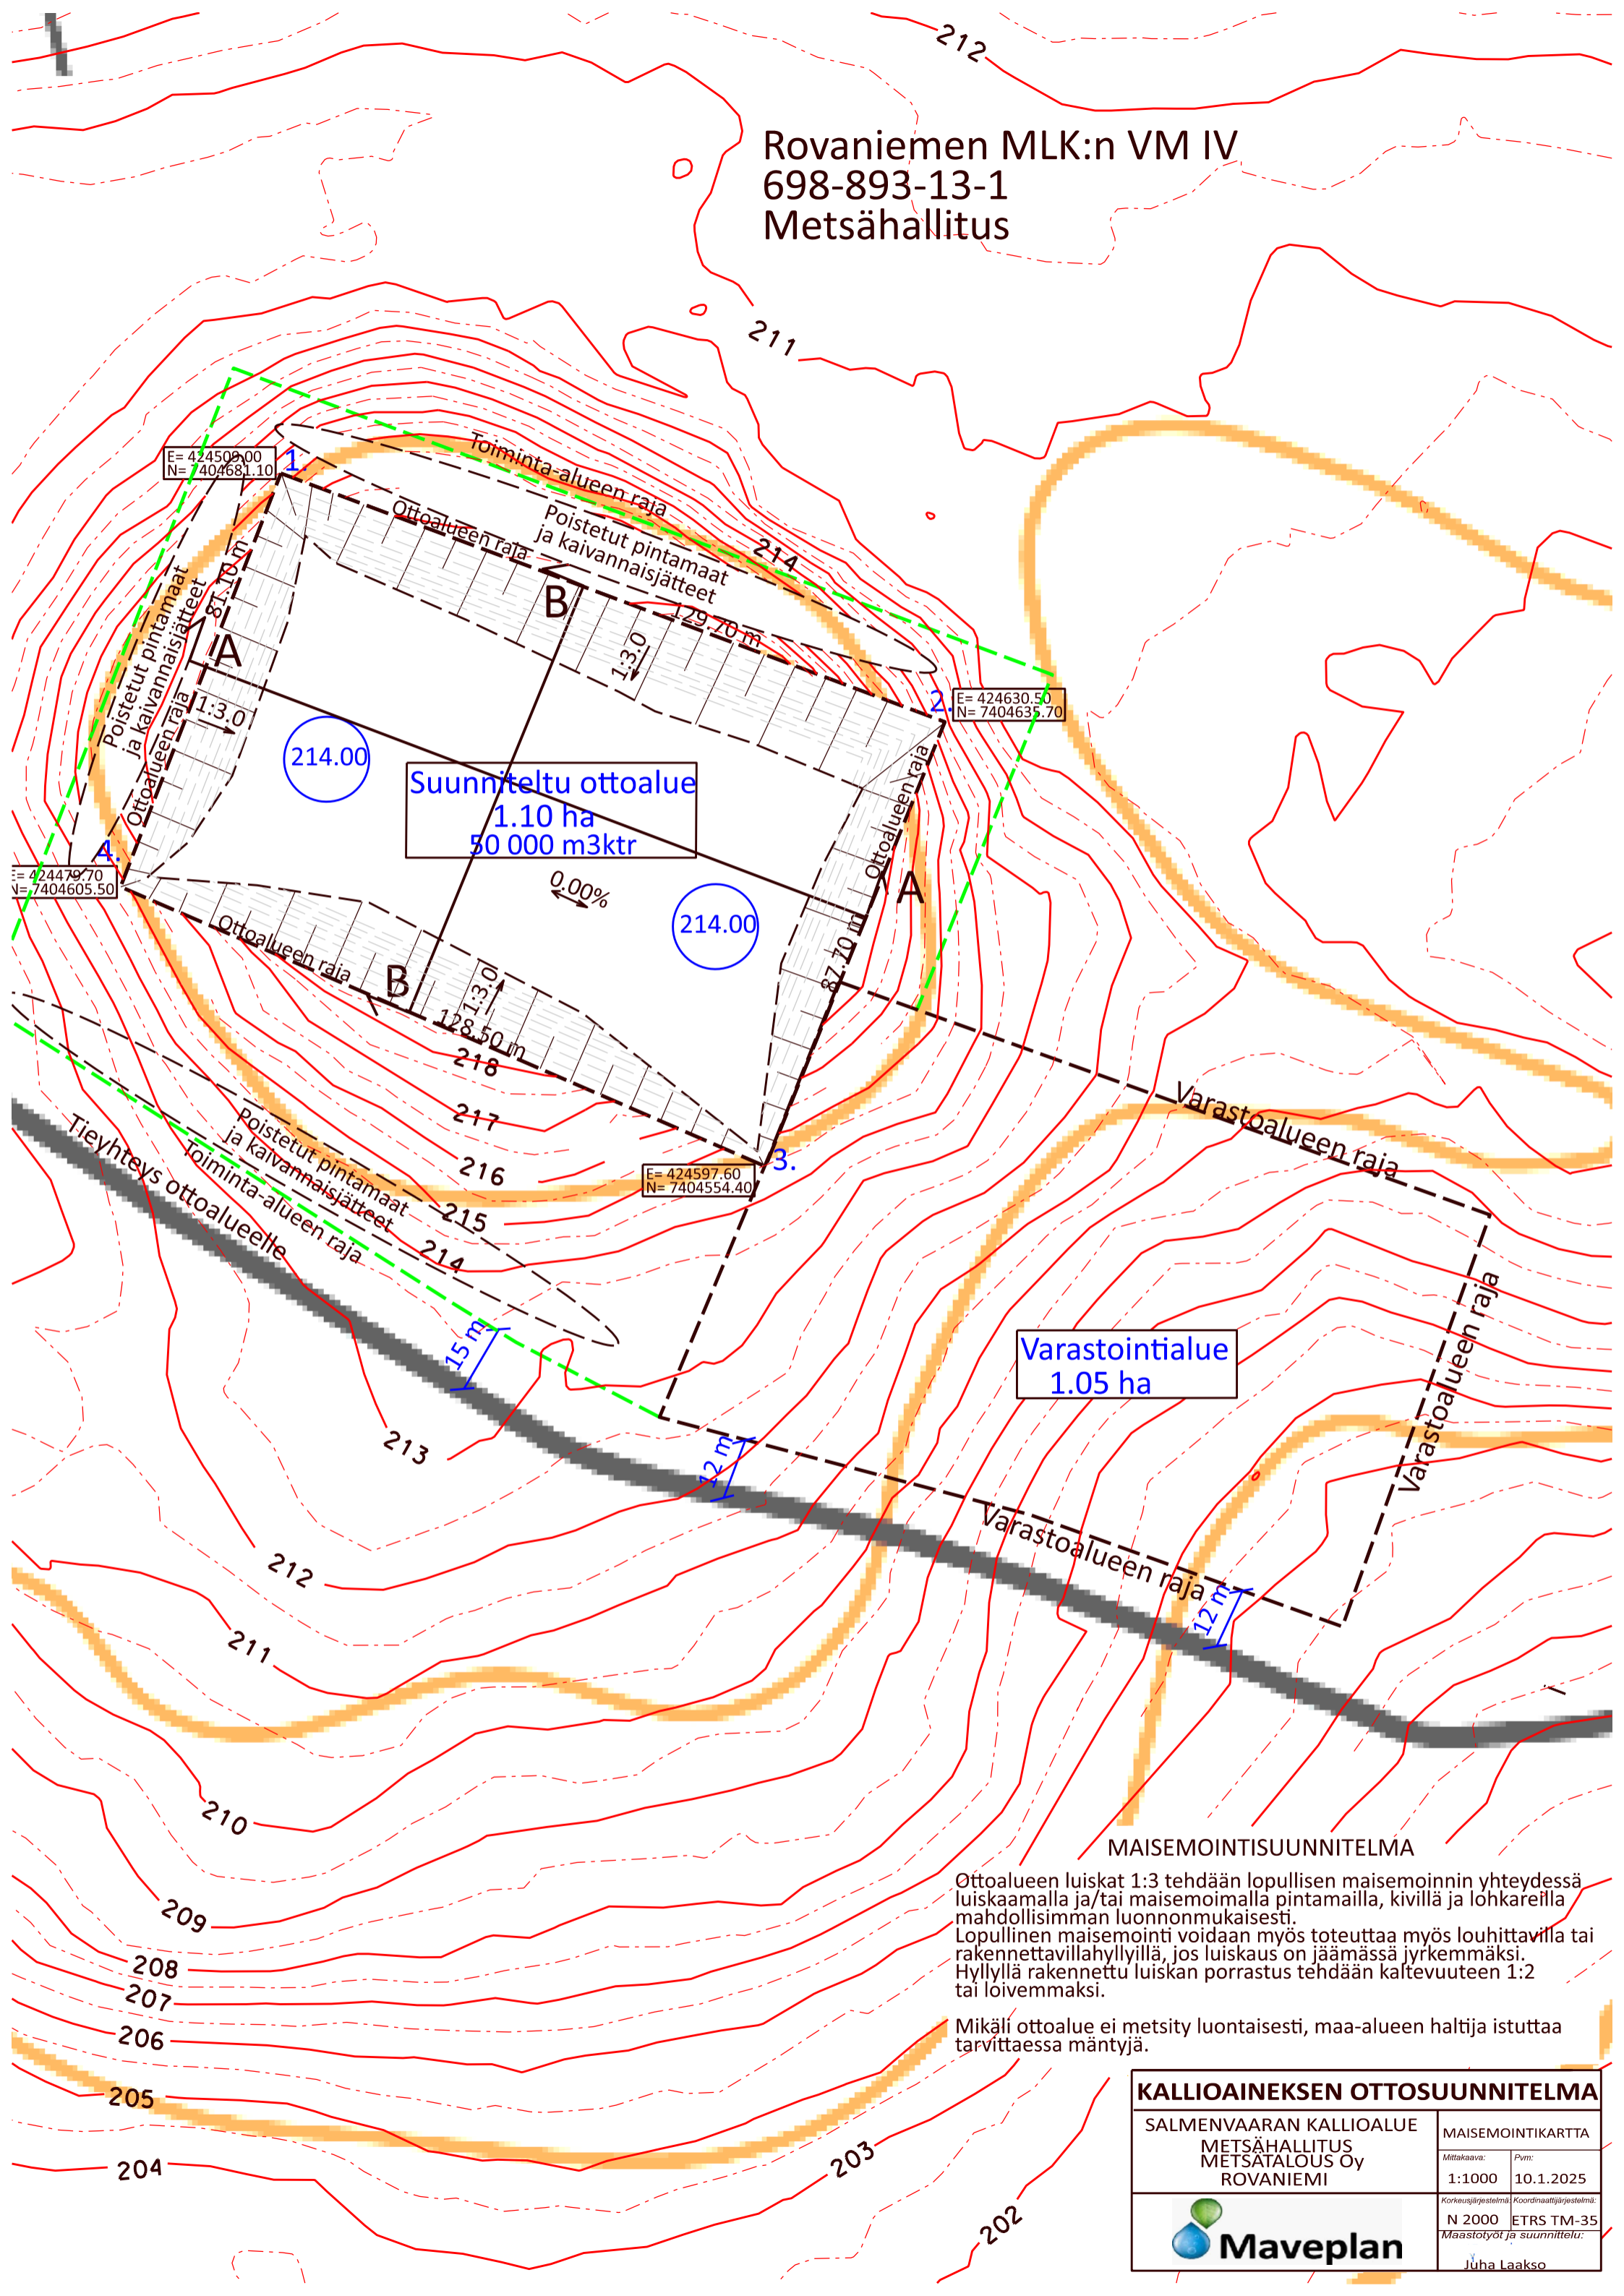 212
Rovaniemen MLK:n VM IV
698-893-13-1
Metsähallitus
211
E= 424509.00
N= 7404681.10
1.
Toiminta-alueen raja
Ottoalueen raja
Poistetut pintamaat
ja kaivannaisjätteet
214
129.70 m
B
1:3.0
81.10 m
A
Poistetut pintamaat
ja kaivannaisjätteet
Ottoalueen raja
1:3.0
2.
E= 424630.50
N= 7404635.70
214.00
Suunniteltu ottoalue
1.10 ha
50 000 m3ktr
0.00%
214.00
Ottoalueen raja
A
87.70 m
4.
E= 424479.70
N= 7404605.50
Ottoalueen raja
B
1:3.0
128.50 m
218
217
216
215
214
3.
E= 424597.60
N= 7404554.40
Varastoalueen raja
Poistetut pintamaat
ja kaivannaisjätteet
Toiminta-alueen raja
Tieyhteys ottoalueelle
15 m
Varastointialue
1.05 ha
Varastoalueen raja
213
12 m
Varastoalueen raja
12 m
212
211
210
209
208
207
206
205
204
203
202
MAISEMOINTISUUNNITELMA
Ottoalueen luiskat 1:3 tehdään lopullisen maisemoinnin yhteydessä
luiskaamalla ja/tai maisemoimalla pintamailla, kivillä ja lohkareilla
mahdollisimman luonnonmukaisesti.
Lopullinen maisemointi voidaan myös toteuttaa myös louhittavilla tai
rakennettavillahyllyillä, jos luiskaus on jäämässä jyrkemmäksi.
Hyllyllä rakennettu luiskan porrastus tehdään kaltevuuteen 1:2
tai loivemmaksi.
Mikäli ottoalue ei metsity luontaisesti, maa-alueen haltija istuttaa
tarvittaessa mäntyjä.
KALLIOAINEKSEN OTTOSUUNNITELMA
SALMENVAARAN KALLIOALUE
METSÄHALLITUS
METSÄTALOUS Oy
ROVANIEMI
MAISEMOINTIKARTTA
Mittakaava:
Pvm:
1:1000
10.1.2025
Korkeusjärjestelmä:
Koordinaattijärjestelmä:
N 2000
ETRS TM-35
Maastotyöt ja suunnittelu:
Juha Laakso
Maveplan